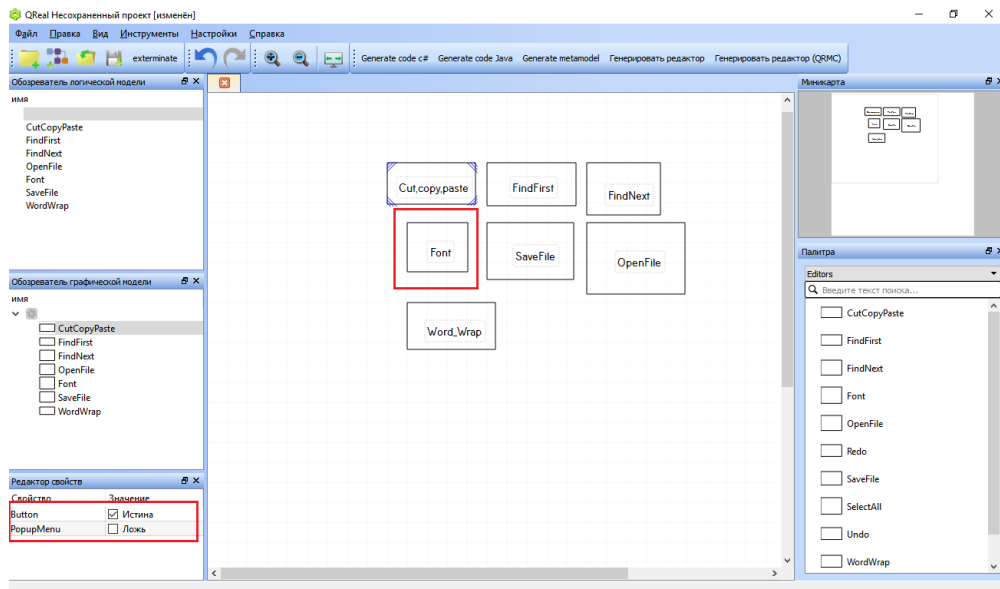 QReal Несохраненный проект [изменён]
Файл Правка Вид Инструменты Настройки Справка
exterminate Generate code c# Generate code Java Generate metamodel Генерировать редактор Генерировать редактор (QRMC)
Обозреватель логической модели
имя
CutCopyPaste
FindFirst
FindNext
OpenFile
Font
SaveFile
WordWrap
Обозреватель графической модели
имя
CutCopyPaste
FindFirst
FindNext
OpenFile
Font
SaveFile
WordWrap
Редактор свойств
Свойство Значение
Button Истина
PopupMenu Ложь
Cut,copy,paste FindFirst FindNext
Font SaveFile OpenFile
Word_Wrap
Миникарта
Палитра
Editors
Введите текст поиска...
CutCopyPaste
FindFirst
FindNext
Font
OpenFile
Redo
SaveFile
SelectAll
Undo
WordWrap